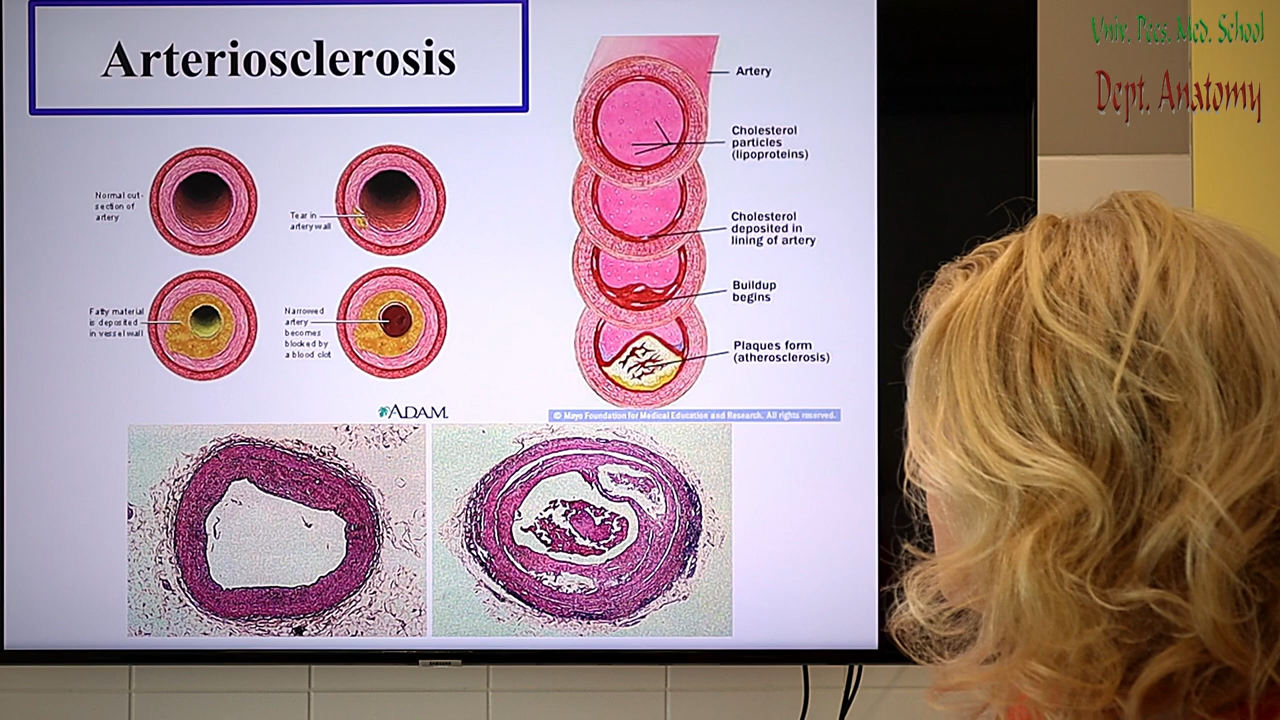 Arteriosclerosis
Normal cut-
section of
artery
Tear in
artery wall
Fatty material
is deposited
in vessel wall
Narrowed
artery
becomes
blocked by
a blood clot
ADAM.
Artery
Cholesterol
particles
(lipoproteins)
Cholesterol
deposited in
lining of artery
Buildup
begins
Plaques form
(atherosclerosis)
© Mayo Foundation for Medical Education and Research. All rights reserved.
SAMSUNG
Univ. Pecs. Med. School
Dept. Anatomy